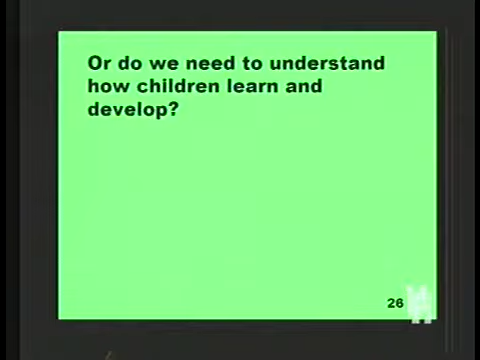 Or do we need to understand
how children learn and
develop?
26